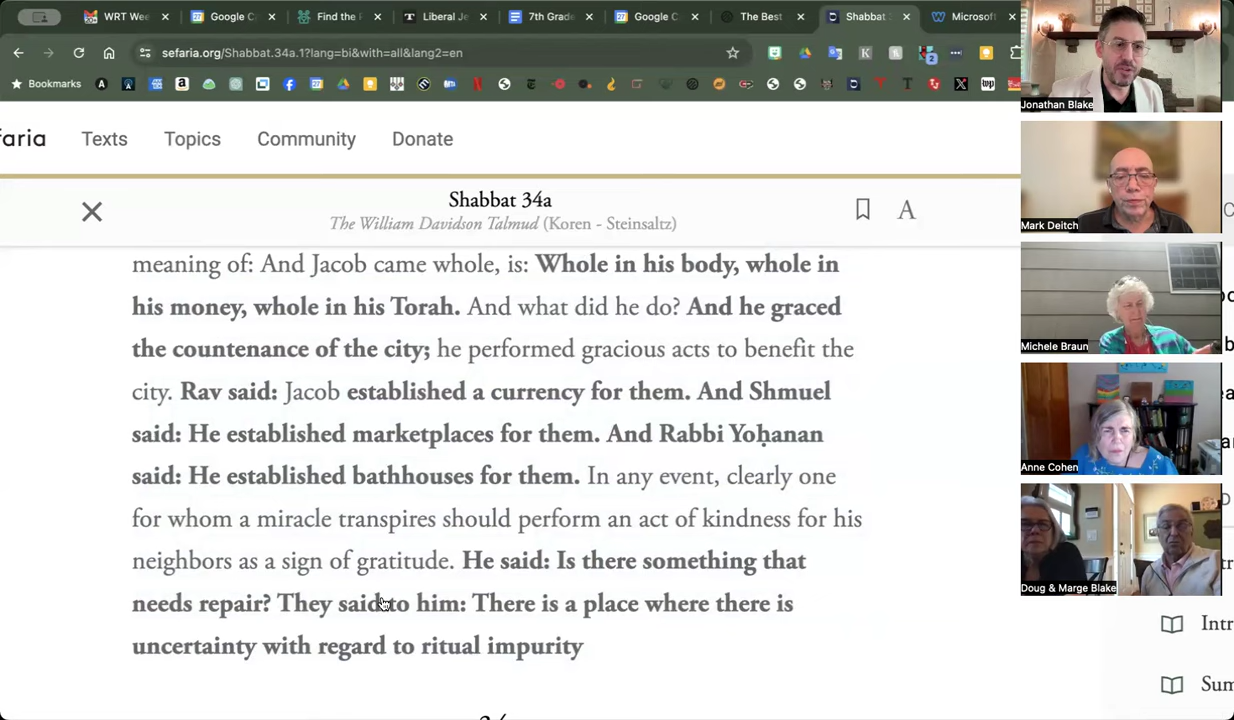 WRT Wee
Google C
Find the
Liberal Je
7th Grade
Google C
The Best
Shabbat
Microsoft
sefaria.org/Shabbat.34a.1?lang=bi&with=all&lang2=en
Bookmarks
faria
Texts
Topics
Community
Donate
Shabbat 34a
The William Davidson Talmud (Koren - Steinsaltz)
A
meaning of: And Jacob came whole, is: Whole in his body, whole in
his money, whole in his Torah. And what did he do? And he graced
the countenance of the city; he performed gracious acts to benefit the
city. Rav said: Jacob established a currency for them. And Shmuel
said: He established marketplaces for them. And Rabbi Yoḥanan
said: He established bathhouses for them. In any event, clearly one
for whom a miracle transpires should perform an act of kindness for his
neighbors as a sign of gratitude. He said: Is there something that
needs repair? They said to him: There is a place where there is
uncertainty with regard to ritual impurity
Jonathan Blake
Mark Deitch
Michele Braun
Anne Cohen
Doug & Marge Blake
Intr
Sum